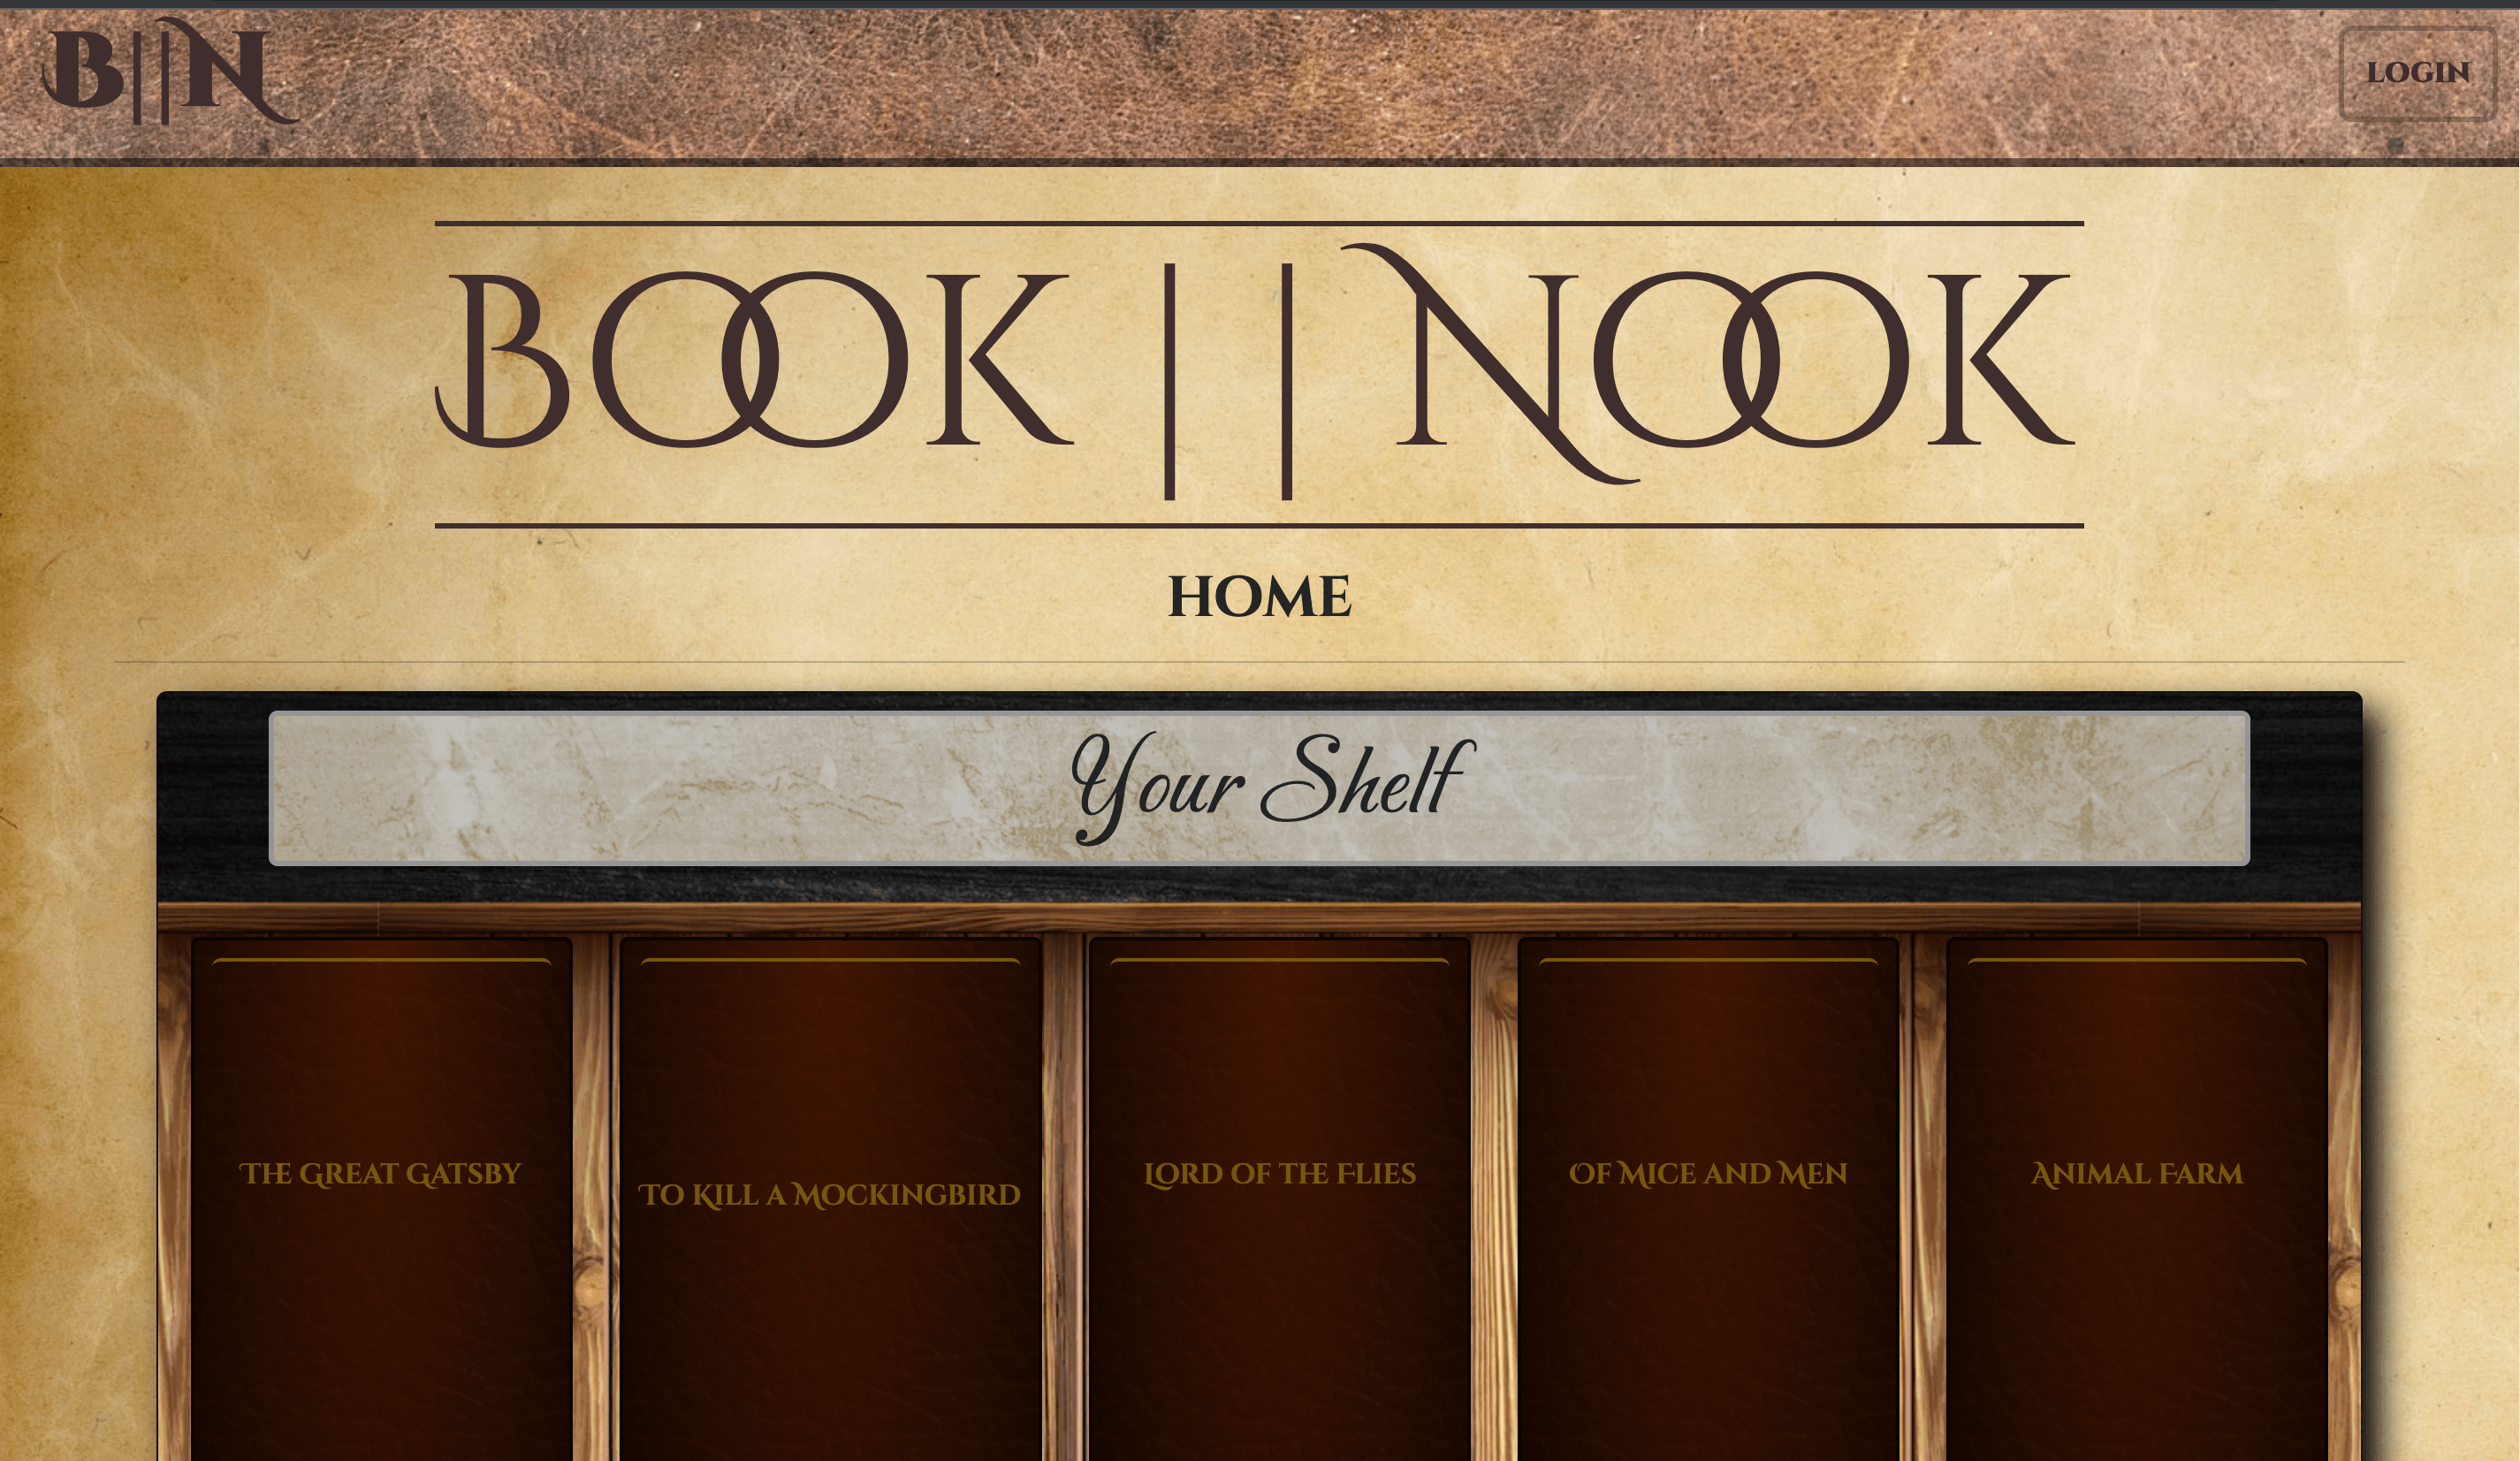 B||N
LOGIN
BOOK || NOOK
HOME
Your Shelf
THE GREAT GATSBY
TO KILL A MOCKINGBIRD
LORD OF THE FLIES
OF MICE AND MEN
ANIMAL FARM